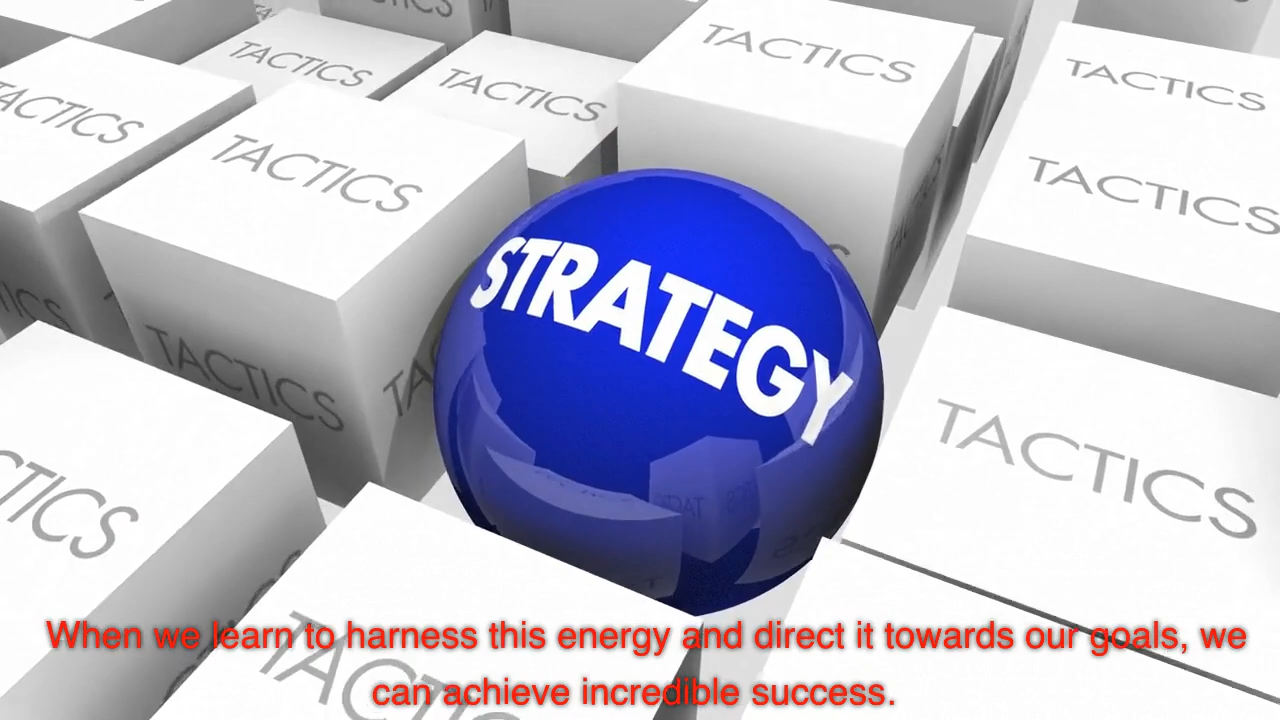 TACTICS
TACTICS
TACTICS
TACTICS
TACTICS
TACTICS
TACTICS
STRATEGY
TACTICS
TACTICS
TACTICS
When we learn to harness this energy and direct it towards our goals, we
can achieve incredible success.